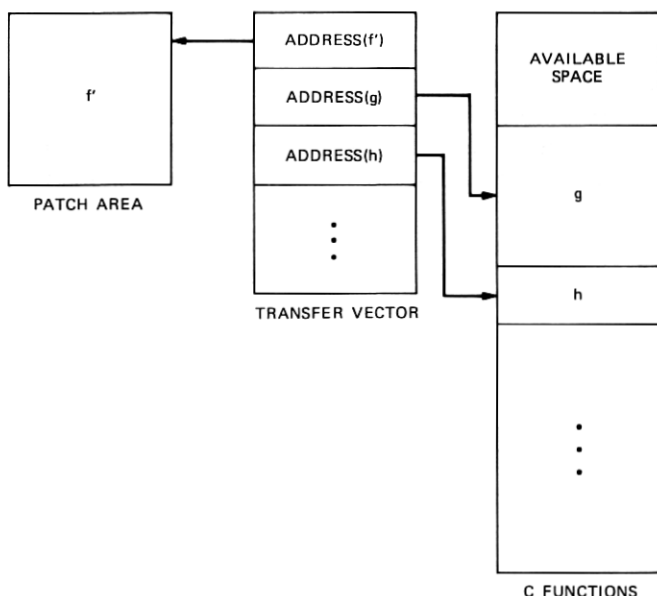 f'
PATCH AREA
ADDRESS(f')
ADDRESS(g)
ADDRESS(h)
TRANSFER VECTOR
AVAILABLE
SPACE
g
h
C FUNCTIONS